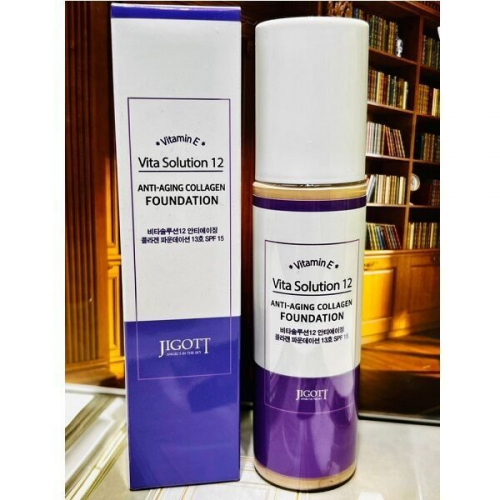 • Vitamin E •
Vita Solution 12
ANTI-AGING COLLAGEN
FOUNDATION
비타솔루션12 안티에이징
콜라겐 파운데이션 13호 SPF 15
JIGOTT
• Vitamin E •
Vita Solution 12
ANTI-AGING COLLAGEN
FOUNDATION
비타솔루션12 안티에이징
콜라겐 파운데이션 13호 SPF 15
JIGOTT